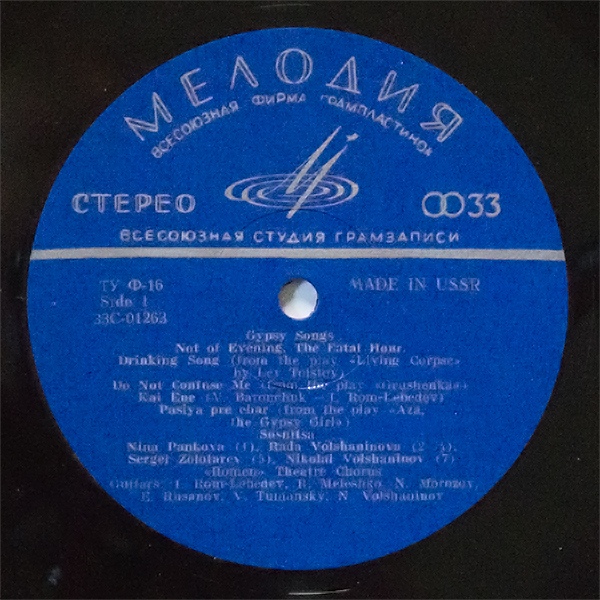 МЕЛОДИЯ
ВСЕСОЮЗНАЯ ФИРМА ГРАМПЛАСТИНОК
СТЕРЕО
33
ВСЕСОЮЗНАЯ СТУДИЯ ГРАМЗАПИСИ
ТУ Ф-16
MADE IN USSR
Side 1
33С-01263
Gypsy Songs
Not of Evening. The Fatal Hour.
Drinking Song (from the play «Living Corpse»
by Lev Tolstoy)
Do Not Confuse Me (from the play «Grushenka»)
Kai Ene (V. — I. Rom-Lebedev)
Pasiya pre char (from the play «Aza,
the Gypsy Girl»)
Sosnitsa
Nina Pankova (1), Rada Volshaninova (2
Sergei Zolotarev (5), Nikolai Volshaninov (7)
«Romen» Theatre Chorus
Guitars: I. Rom-Lebedev, R. Meleshko, N. Morozov,
E. Rusanov, V. Tumansky, N. Volshaninov